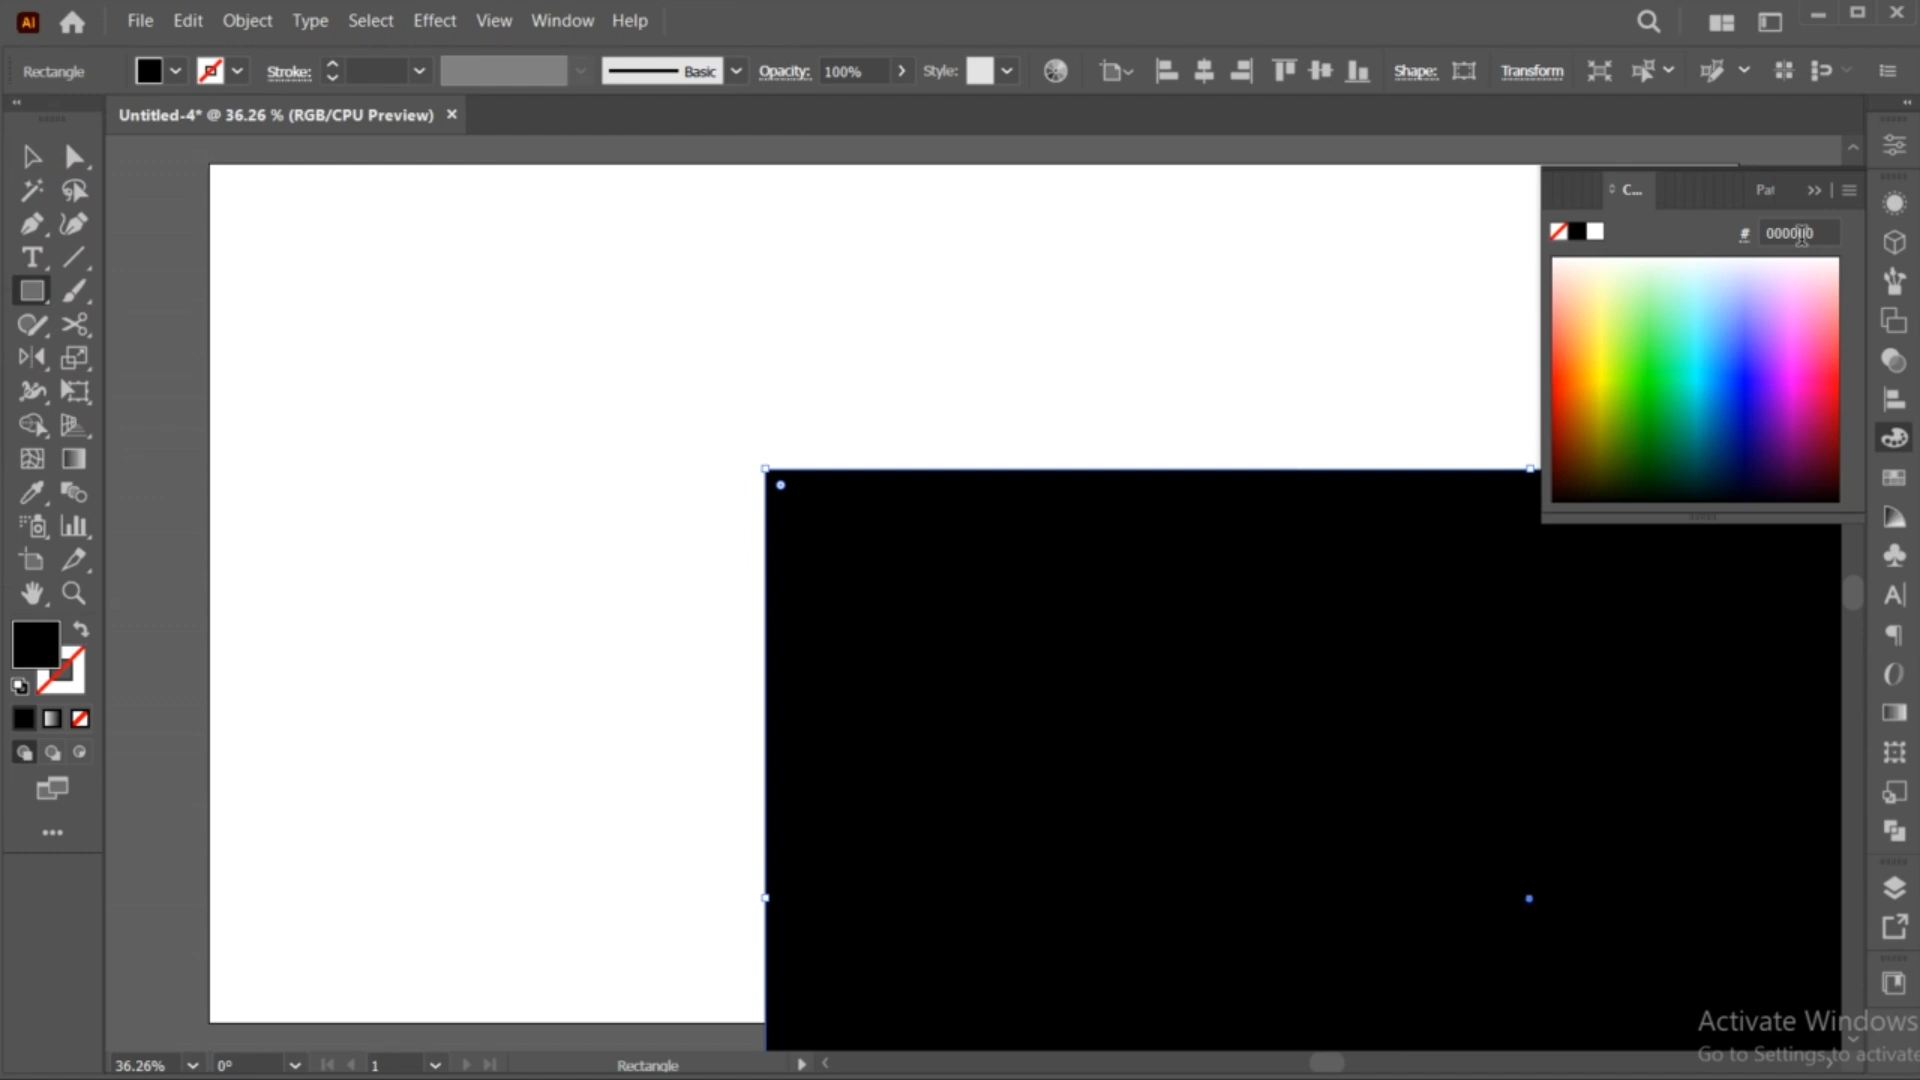 Ai
File Edit Object Type Select Effect View Window Help
Rectangle Stroke: Basic Opacity: 100% Style: Shape: Transform
Untitled-4* @ 36.26 % (RGB/CPU Preview) ×
C...
# 000000
36.26% 0° 1 Rectangle
Activate Windows
Go to Settings to activate